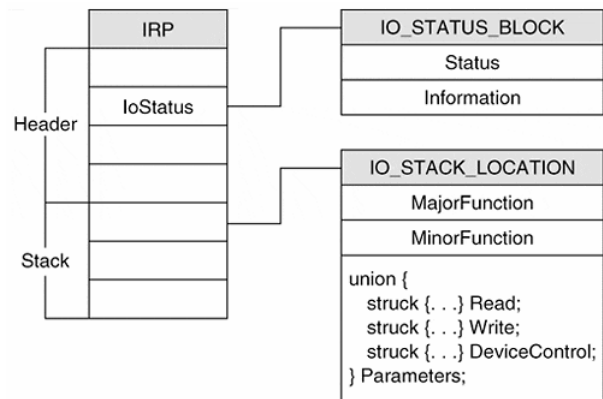 IRP
IoStatus
Header
Stack
IO_STATUS_BLOCK
Status
Information
IO_STACK_LOCATION
MajorFunction
MinorFunction
union {
struck {. . .} Read;
struck {. . .} Write;
struck {. . .} DeviceControl;
} Parameters;